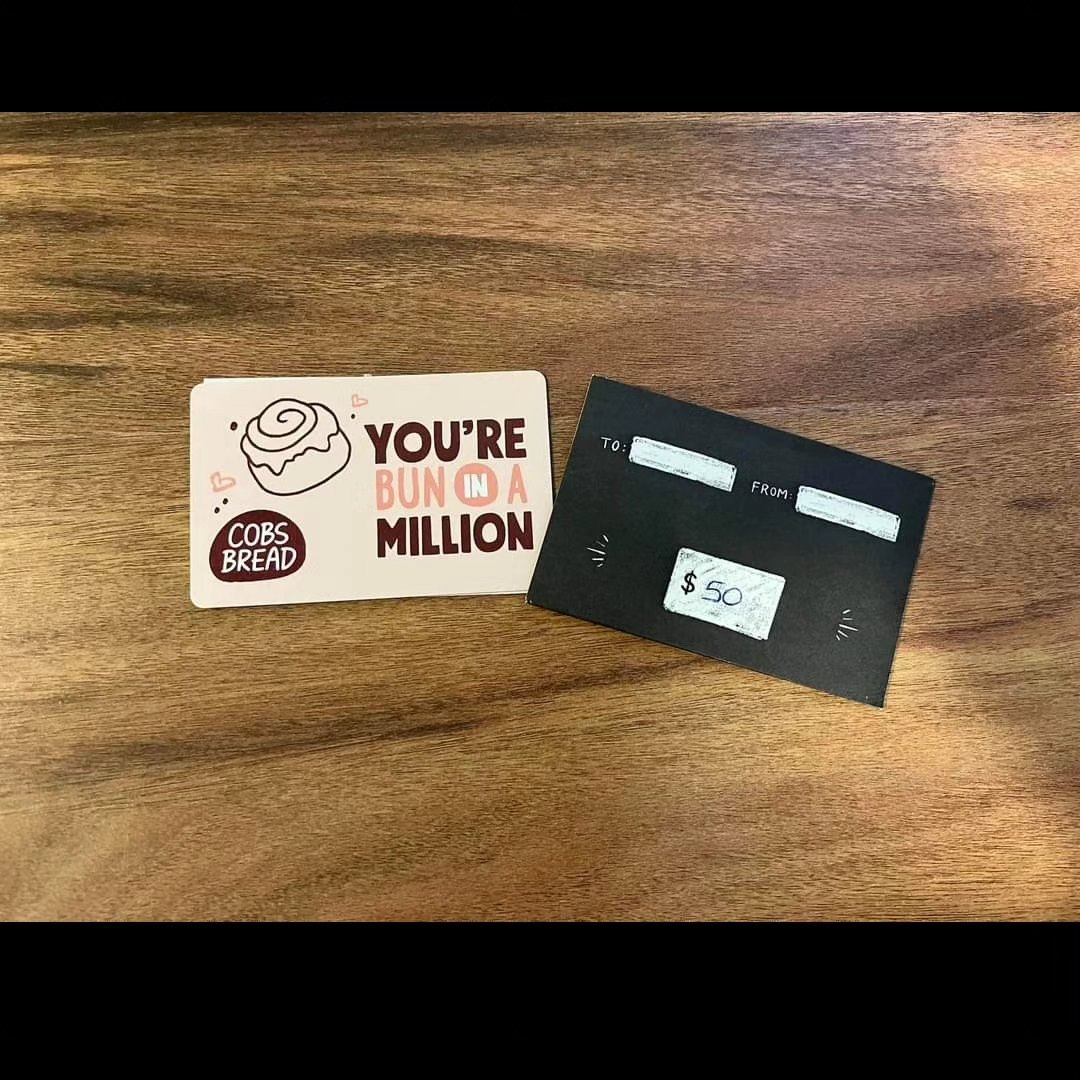 YOU'RE
BUN IN A
MILLION
COBS
BREAD
TO:
FROM:
$ 50